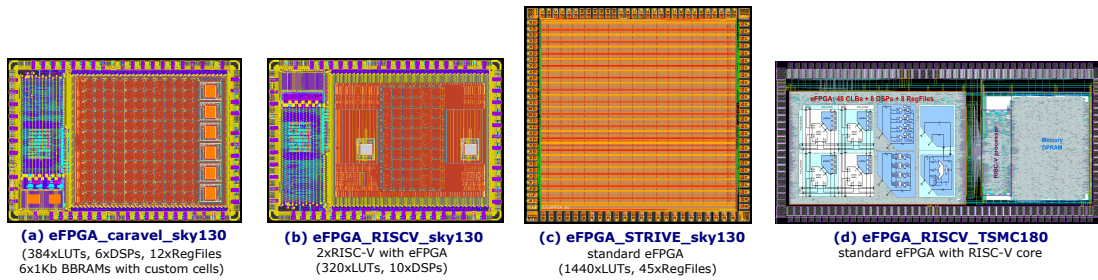 eFPGA: 48 CLBs + 8 DSPs + 8 RegFiles
RISC-V processor
Memory
DPRAM
(a) eFPGA_caravel_sky130
(384xLUTs, 6xDSPs, 12xRegFiles
6x1Kb BBRAMs with custom cells)
(b) eFPGA_RISCV_sky130
2xRISC-V with eFPGA
(320xLUTs, 10xDSPs)
(c) eFPGA_STRIVE_sky130
standard eFPGA
(1440xLUTs, 45xRegFiles)
(d) eFPGA_RISCV_TSMC180
standard eFPGA with RISC-V core